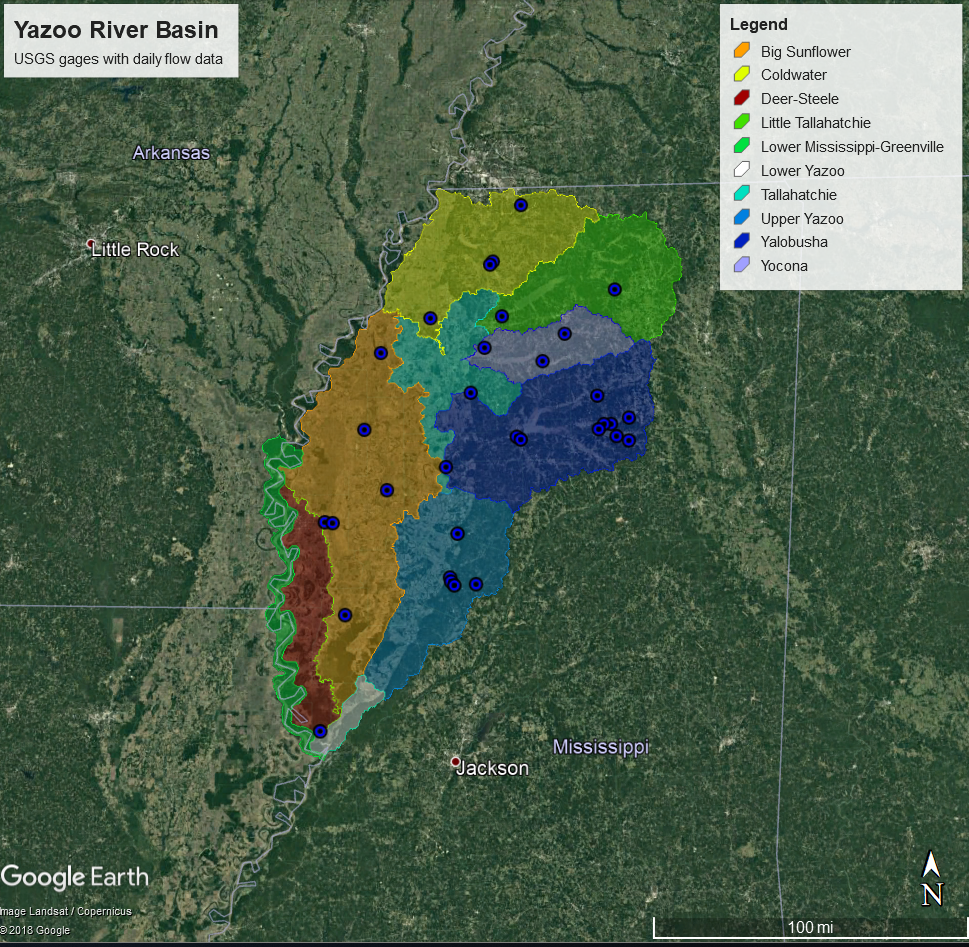 Yazoo River Basin
USGS gages with daily flow data
Legend
Big Sunflower
Coldwater
Deer-Steele
Little Tallahatchie
Lower Mississippi-Greenville
Lower Yazoo
Tallahatchie
Upper Yazoo
Yalobusha
Yocona
Arkansas
Little Rock
Mississippi
Jackson
Google Earth
mage Landsat / Copernicus
© 2018 Google
N
100 mi